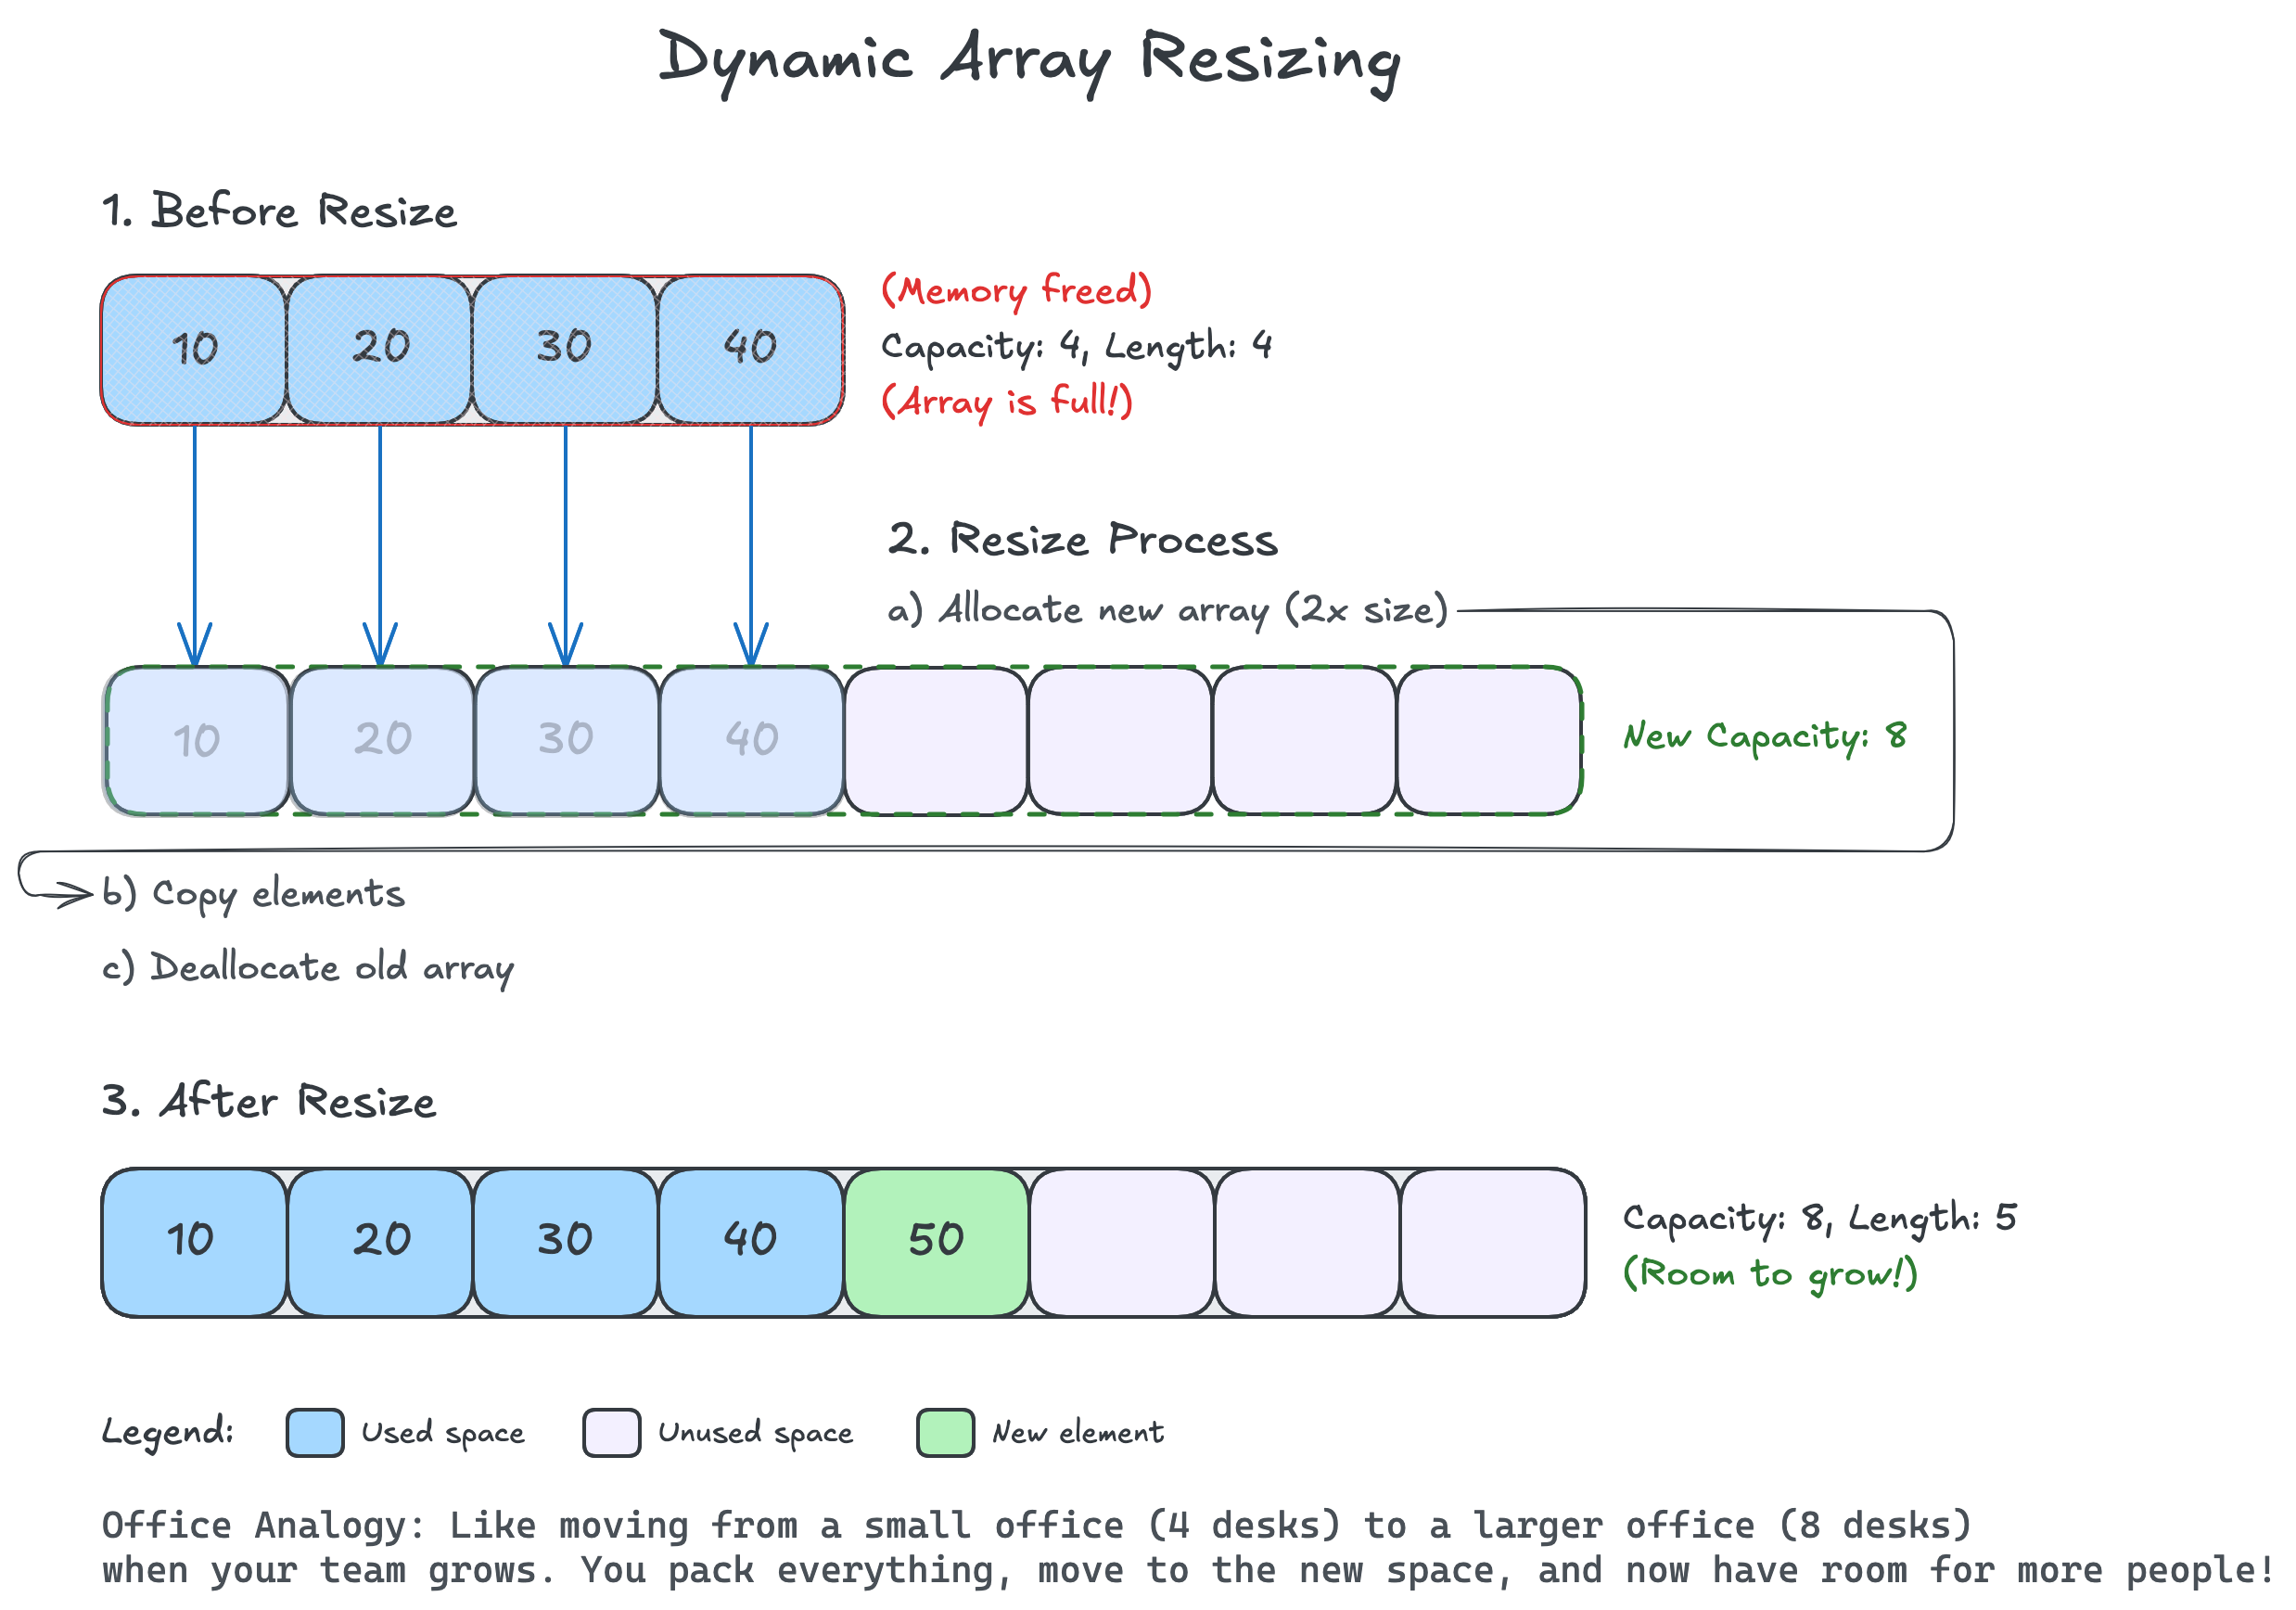 Dynamic Array Resizing
1. Before Resize
10 20 30 40
(Memory freed)
Capacity: 4, Length: 4
(Array is full!)
2. Resize Process
a) Allocate new array (2x size)
10 20 30 40
New Capacity: 8
b) Copy elements
c) Deallocate old array
3. After Resize
10 20 30 40 50
Capacity: 8, Length: 5
(Room to grow!)
Legend: Used space Unused space New element
Office Analogy: Like moving from a small office (4 desks) to a larger office (8 desks)
when your team grows. You pack everything, move to the new space, and now have room for more people!